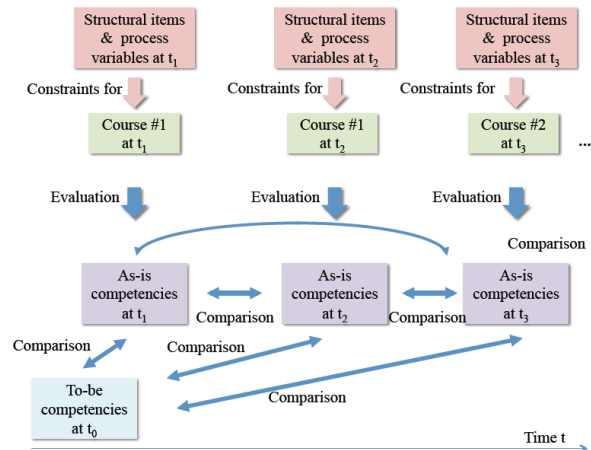 Structural items
& process
variables at t1
Structural items
& process
variables at t2
Structural items
& process
variables at t3
Constraints for
Constraints for
Constraints for
Course #1
at t1
Course #1
at t2
Course #2
at t3
...
Evaluation
Evaluation
Evaluation
Comparison
As-is
competencies
at t1
As-is
competencies
at t2
As-is
competencies
at t3
Comparison
Comparison
Comparison
Comparison
Comparison
To-be
competencies
at t0
Time t